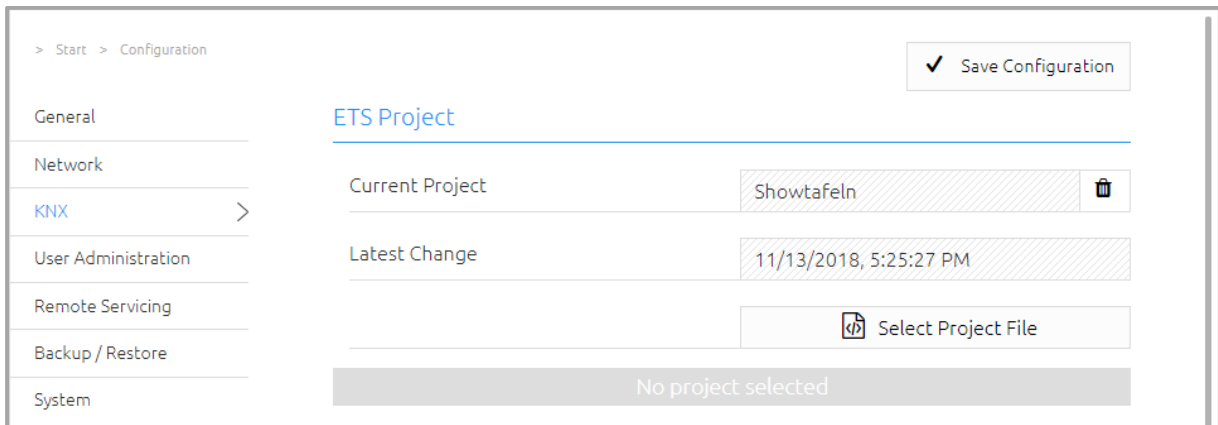 > Start > Configuration
Save Configuration
General
Network
KNX
User Administration
Remote Servicing
Backup / Restore
System
ETS Project
Current Project
Showtafeln
Latest Change
11/13/2018, 5:25:27 PM
Select Project File
No project selected